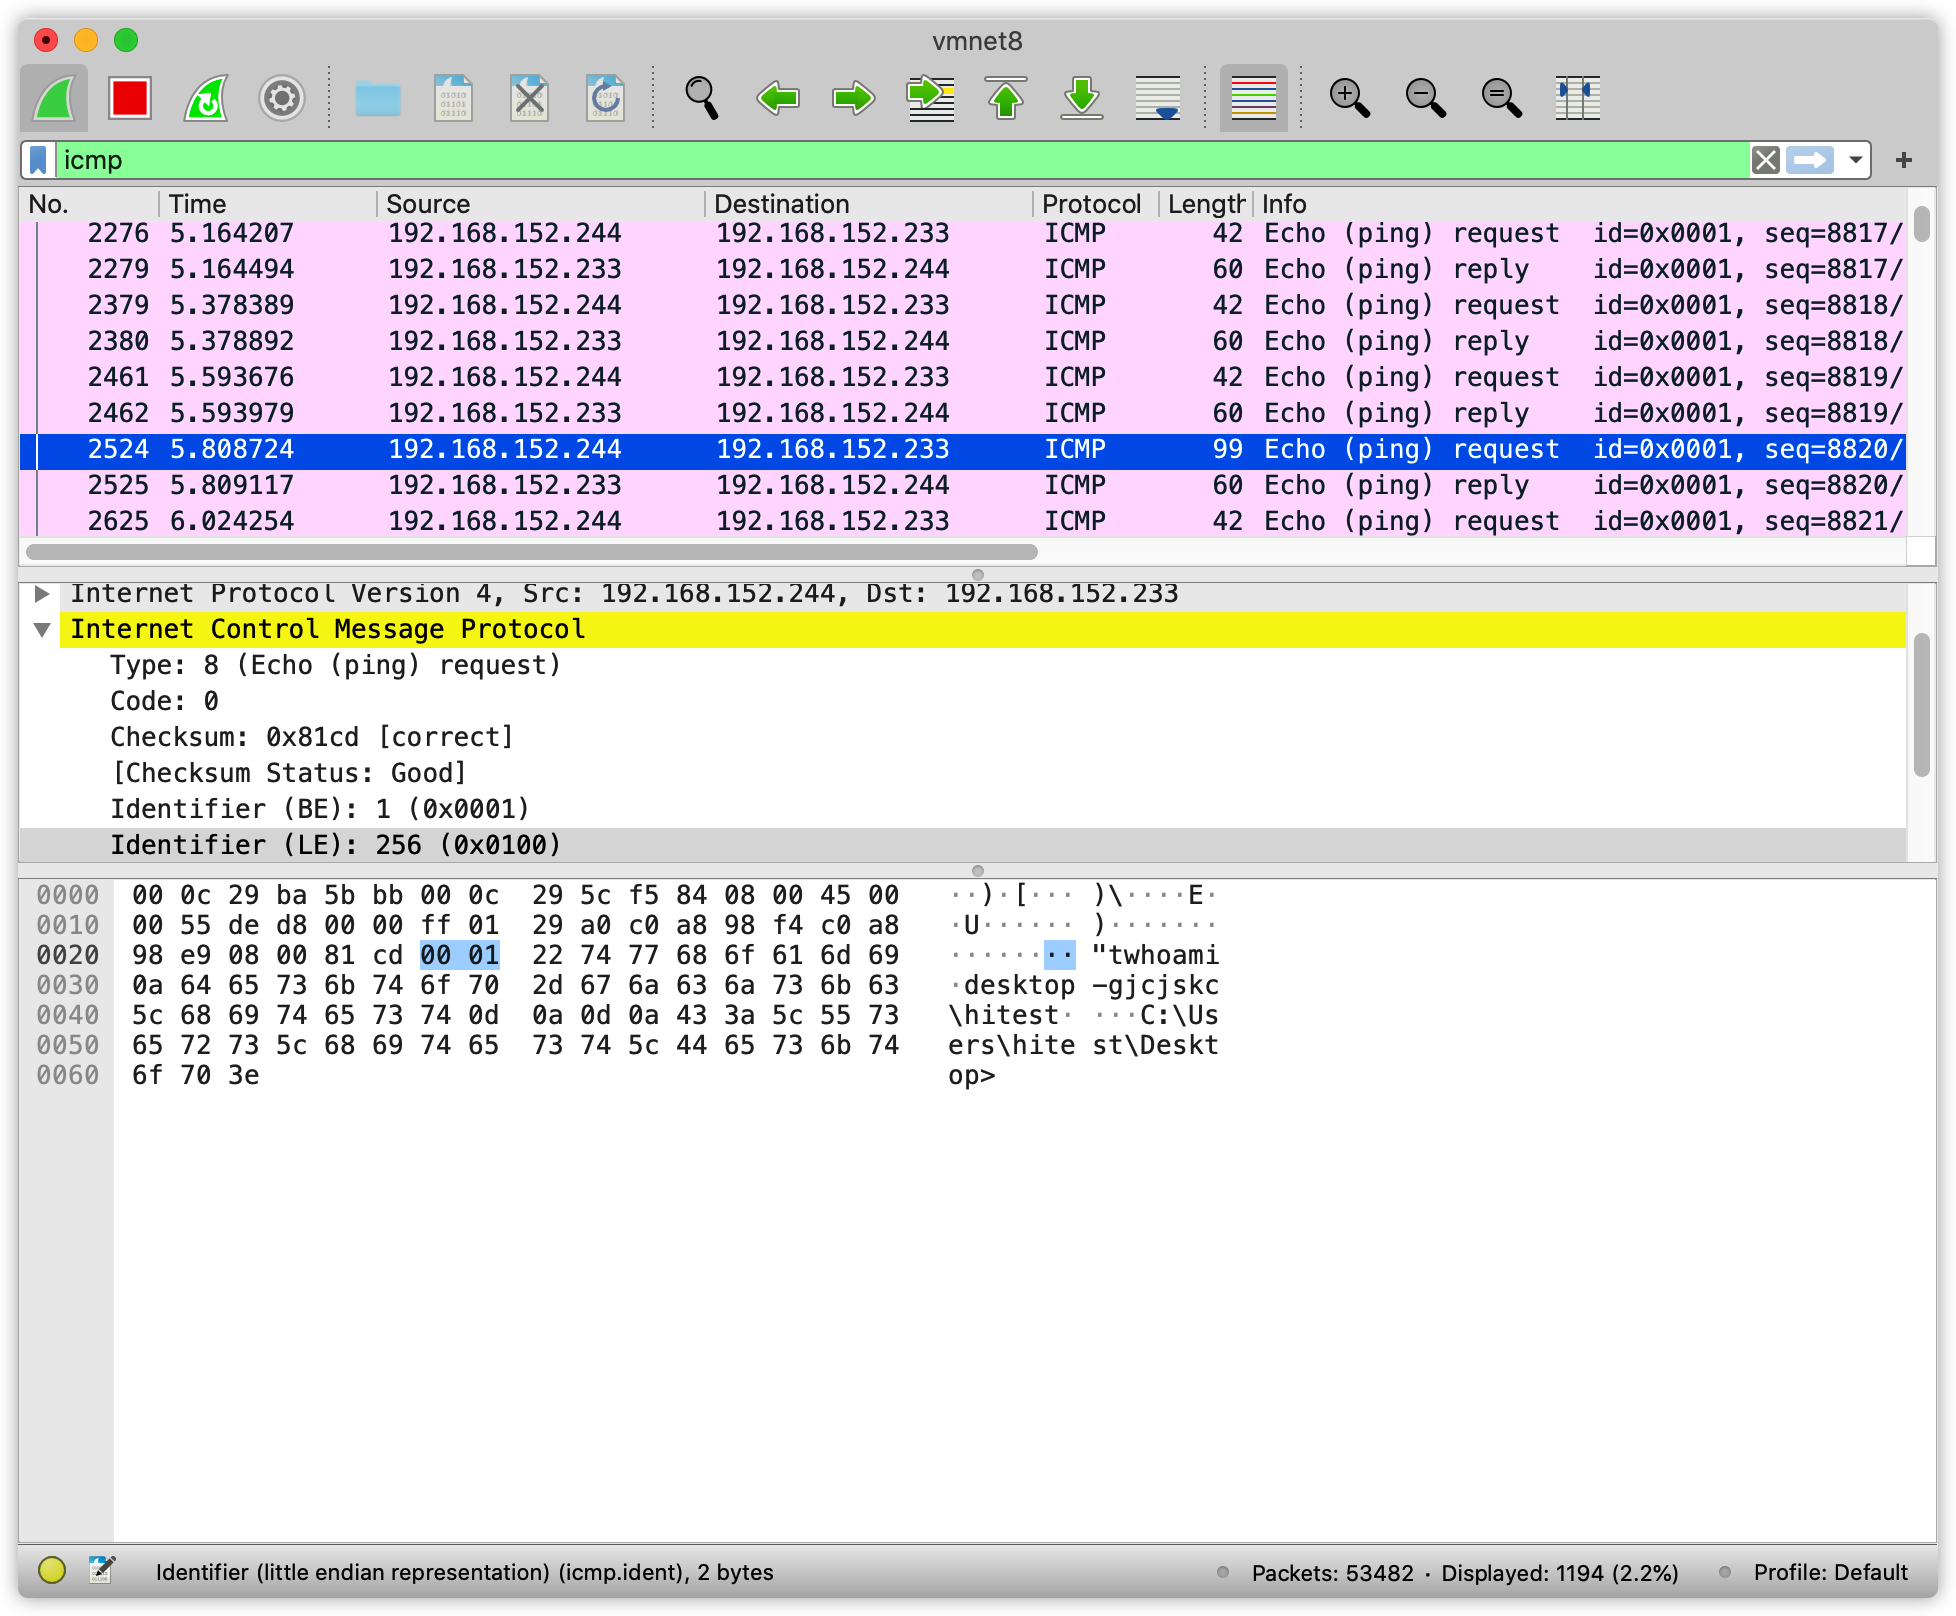 vmnet8
icmp
No. Time Source Destination Protocol Length Info
2276 5.164207 192.168.152.244 192.168.152.233 ICMP 42 Echo (ping) request id=0x0001, seq=8817/
2279 5.164494 192.168.152.233 192.168.152.244 ICMP 60 Echo (ping) reply id=0x0001, seq=8817/
2379 5.378389 192.168.152.244 192.168.152.233 ICMP 42 Echo (ping) request id=0x0001, seq=8818/
2380 5.378892 192.168.152.233 192.168.152.244 ICMP 60 Echo (ping) reply id=0x0001, seq=8818/
2461 5.593676 192.168.152.244 192.168.152.233 ICMP 42 Echo (ping) request id=0x0001, seq=8819/
2462 5.593979 192.168.152.233 192.168.152.244 ICMP 60 Echo (ping) reply id=0x0001, seq=8819/
2524 5.808724 192.168.152.244 192.168.152.233 ICMP 99 Echo (ping) request id=0x0001, seq=8820/
2525 5.809117 192.168.152.233 192.168.152.244 ICMP 60 Echo (ping) reply id=0x0001, seq=8820/
2625 6.024254 192.168.152.244 192.168.152.233 ICMP 42 Echo (ping) request id=0x0001, seq=8821/
Internet Protocol Version 4, Src: 192.168.152.244, Dst: 192.168.152.233
Internet Control Message Protocol
Type: 8 (Echo (ping) request)
Code: 0
Checksum: 0x81cd [correct]
[Checksum Status: Good]
Identifier (BE): 1 (0x0001)
Identifier (LE): 256 (0x0100)
0000 00 0c 29 ba 5b bb 00 0c 29 5c f5 84 08 00 45 00 ··)·[··· )\····E·
0010 00 55 de d8 00 00 ff 01 29 a0 c0 a8 98 f4 c0 a8 ·U······ )·······
0020 98 e9 08 00 81 cd 00 01 22 74 77 68 6f 61 6d 69 ········ "twhoami
0030 0a 64 65 73 6b 74 6f 70 2d 67 6a 63 6a 73 6b 63 ·desktop -gjcjskc
0040 5c 68 69 74 65 73 74 0d 0a 0d 0a 43 3a 5c 55 73 \hitest· ···C:\Us
0050 65 72 73 5c 68 69 74 65 73 74 5c 44 65 73 6b 74 ers\hite st\Deskt
0060 6f 70 3e op>
Identifier (little endian representation) (icmp.ident), 2 bytes Packets: 53482 · Displayed: 1194 (2.2%) Profile: Default